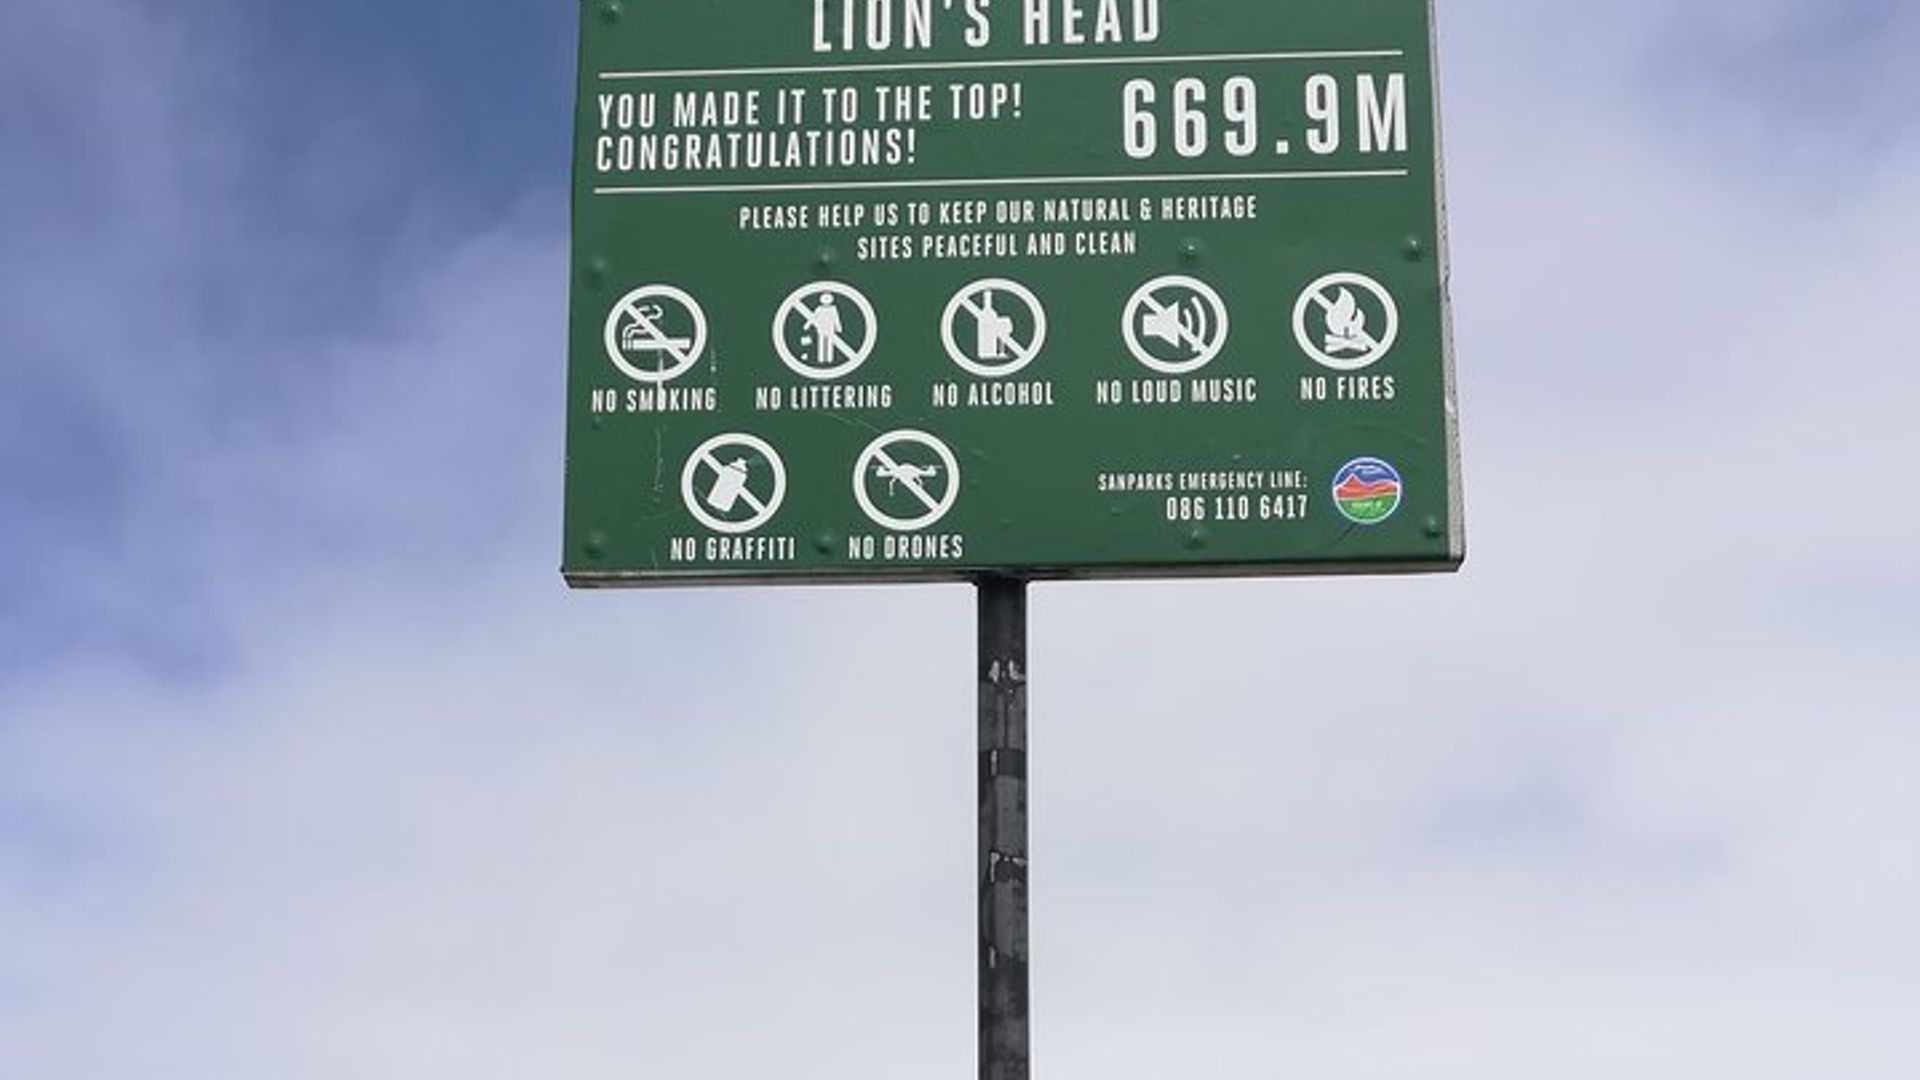 LION'S HEAD
YOU MADE IT TO THE TOP!
CONGRATULATIONS!
669.9M
PLEASE HELP US TO KEEP OUR NATURAL & HERITAGE
SITES PEACEFUL AND CLEAN
NO SMOKING
NO LITTERING
NO ALCOHOL
NO LOUD MUSIC
NO FIRES
NO GRAFFITI
NO DRONES
SANPARKS EMERGENCY LINE:
086 110 6417